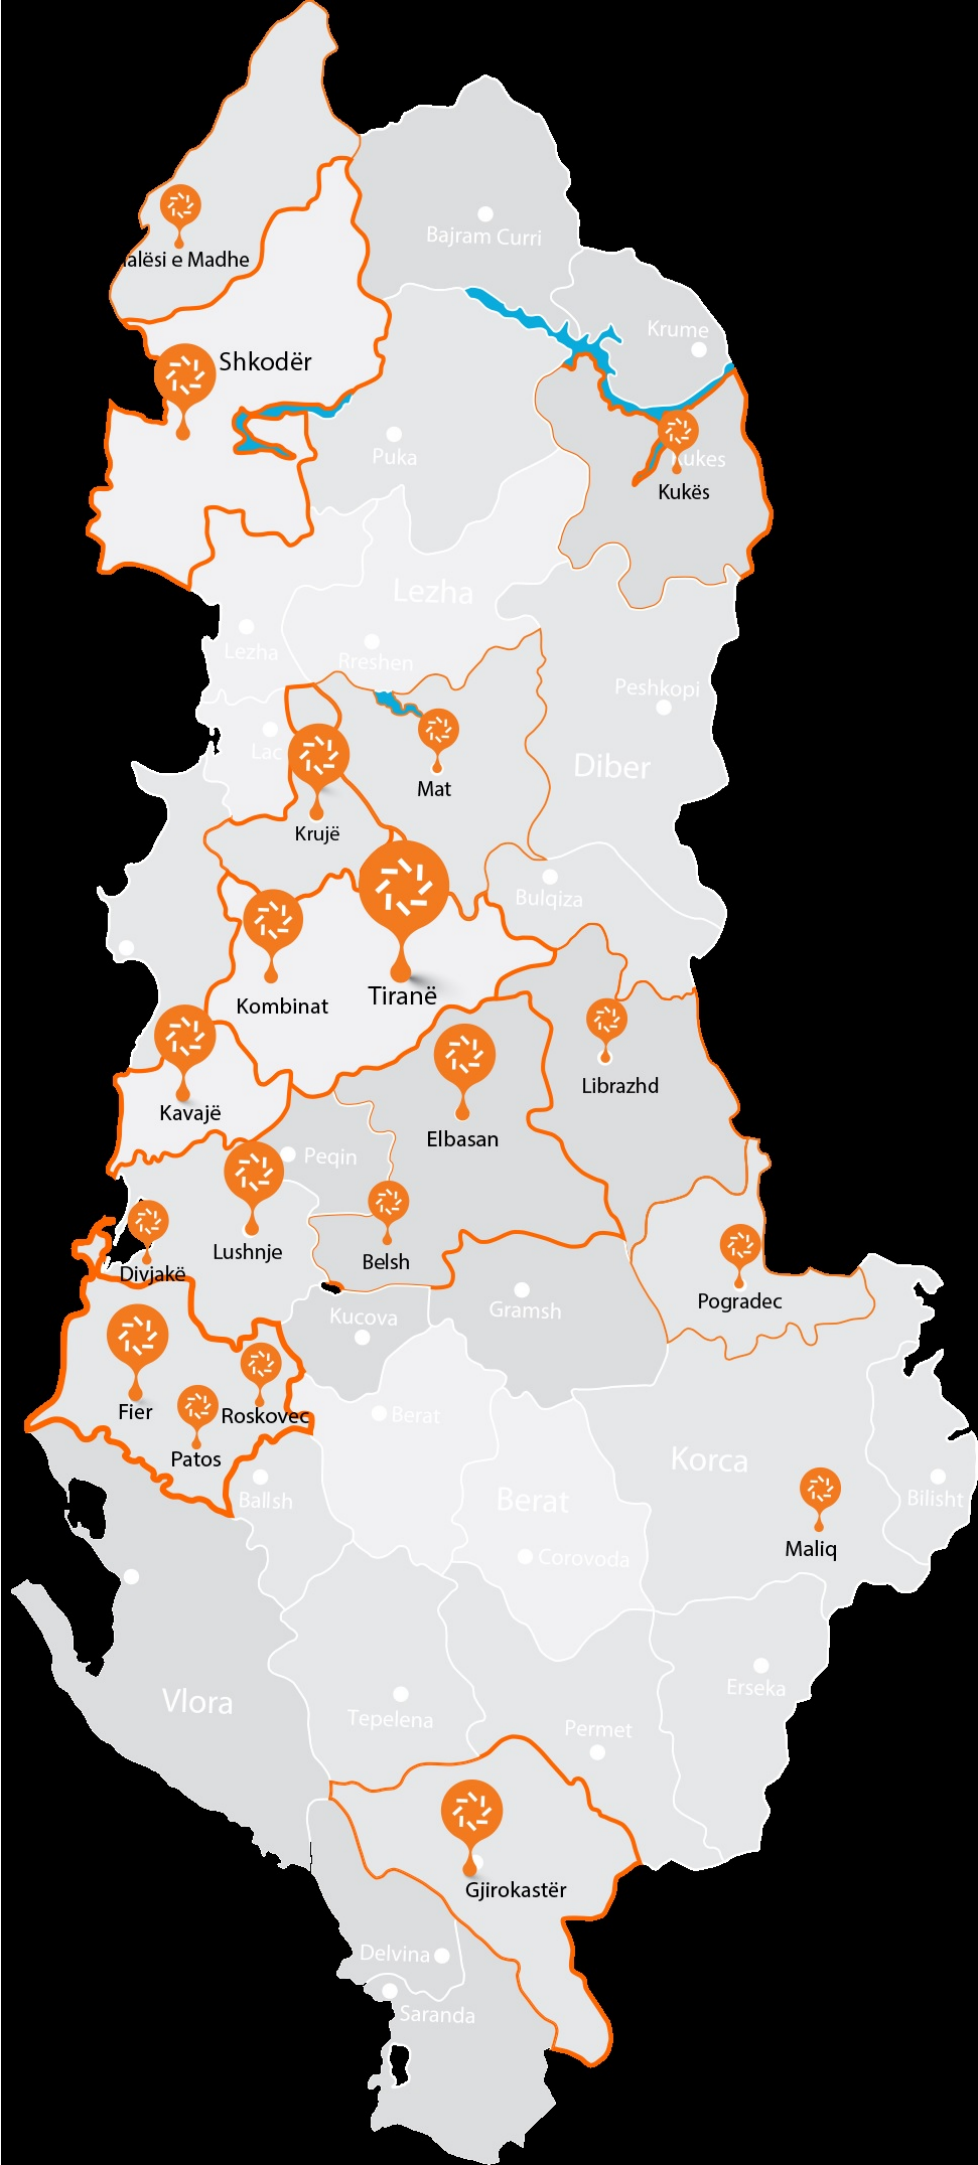 Bajram Curri
alësi e Madhe
Krume
Shkodër
Puka
ukes
Kukës
Lezha
Lezha
Rreshen
Peshkopi
Lac
Diber
Mat
Krujë
Bulqiza
Tiranë
Kombinat
Librazhd
Kavajë
Elbasan
Peqin
Lushnje
Belsh
Divjakë
Pogradec
Gramsh
Kucova
Fier
Roskovec
Berat
Patos
Korca
Ballsh
Berat
Bilisht
Maliq
Corovoda
Erseka
Vlora
Tepelena
Permet
Gjirokastër
Delvina
Saranda